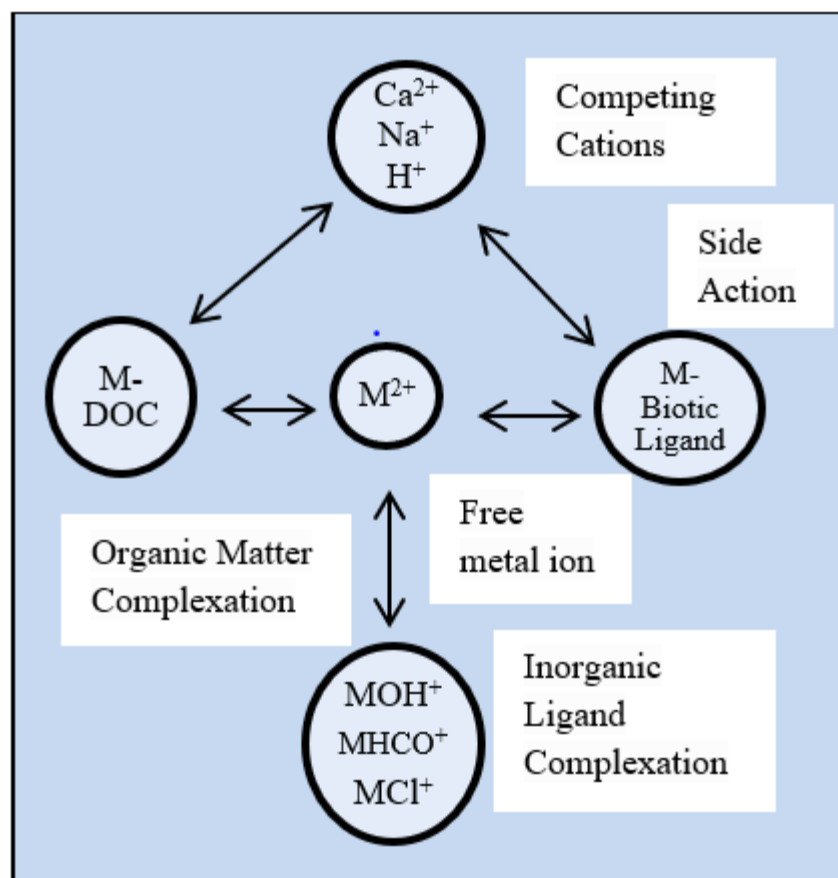 Ca²⁺
Na⁺
H⁺
Competing
Cations
Side
Action
M-
DOC
M²⁺
M-
Biotic
Ligand
Organic Matter
Complexation
Free
metal ion
MOH⁺
MHCO⁺
MCl⁺
Inorganic
Ligand
Complexation